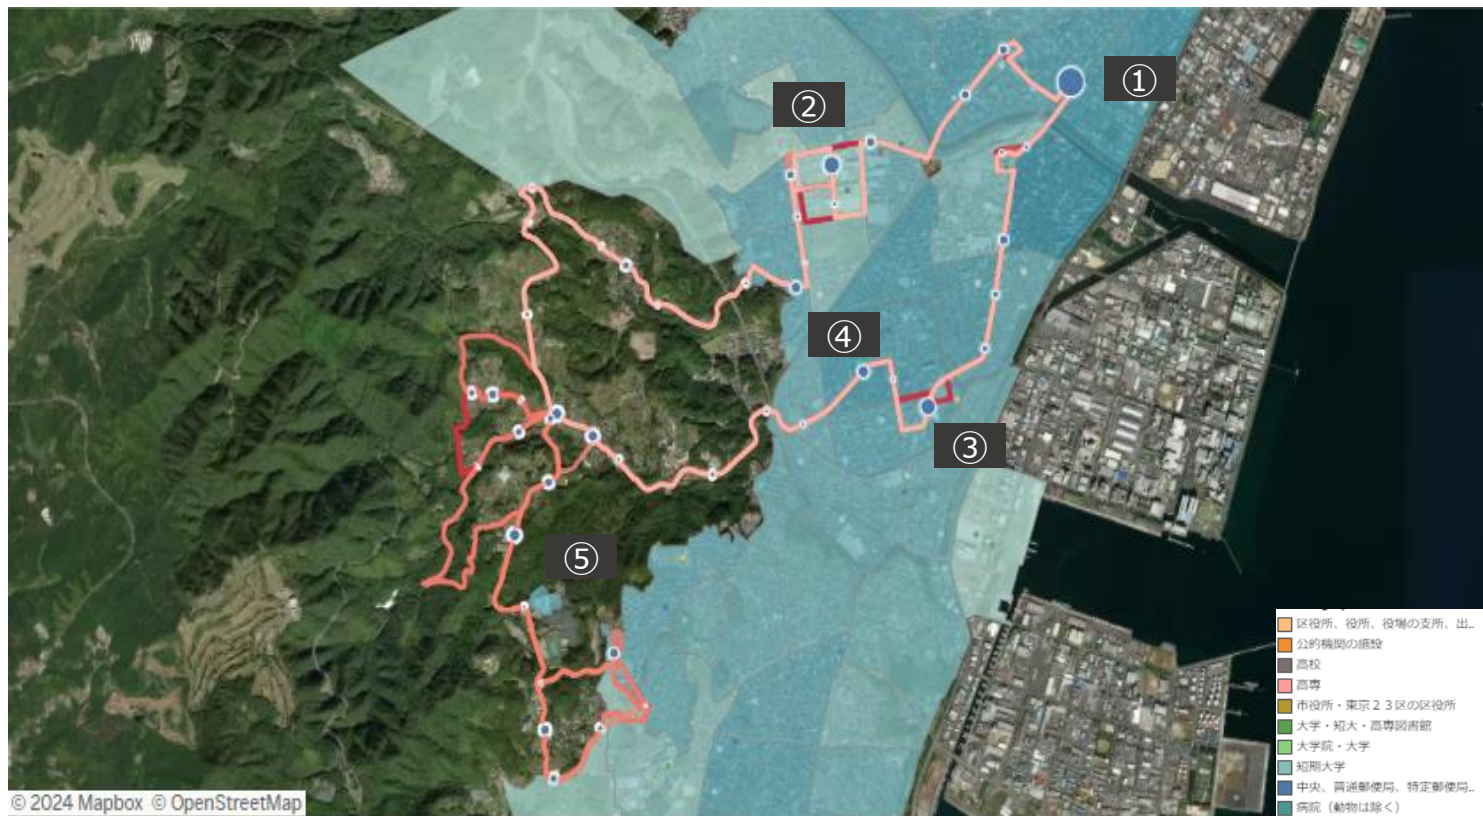 ①
②
④
③
⑤
区役所、役所、役場の支所、出…
公的機関の施設
高校
高専
市役所・東京23区の区役所
大学・短大・高専図書館
大学院・大学
短期大学
中央、普通郵便局、特定郵便局…
病院（動物は除く）
© 2024 Mapbox © OpenStreetMap